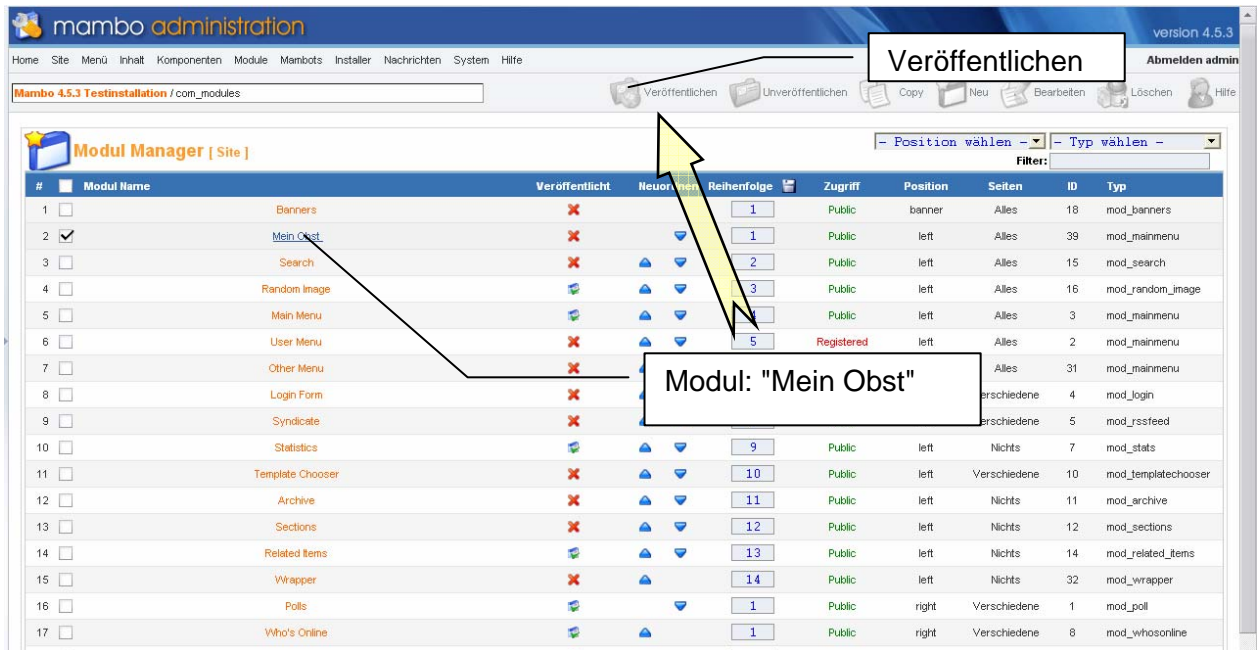 mambo administration
version 4.5.3
Home Site Menü Inhalt Komponenten Module Mambots Installer Nachrichten System Hilfe
Veröffentlichen
Abmelden admin
Mambo 4.5.3 Testinstallation / com_modules
Veröffentlichen Unveröffentlichen Copy Neu Bearbeiten Löschen Hilfe
Modul Manager [ Site ]
- Position wählen - - Typ wählen -
Filter:
# Modul Name Veröffentlicht Reihenfolge Zugriff Position Seiten ID Typ
1 Banners 1 Public banner Alles 18 mod_banners
2 Mein Obst 1 Public left Alles 39 mod_mainmenu
3 Search 2 Public left Alles 15 mod_search
4 Random Image 3 Public left Alles 16 mod_random_image
5 Main Menu Public left Alles 3 mod_mainmenu
6 User Menu 5 Registered left Alles 2 mod_mainmenu
7 Other Menu Alles 31 mod_mainmenu
Modul: "Mein Obst"
8 Login Form erschiedene 4 mod_login
9 Syndicate erschiedene 5 mod_rssfeed
10 Statistics 9 Public left Nichts 7 mod_stats
11 Template Chooser 10 Public left Verschiedene 10 mod_templatechooser
12 Archive 11 Public left Nichts 11 mod_archive
13 Sections 12 Public left Nichts 12 mod_sections
14 Related Items 13 Public left Nichts 14 mod_related_items
15 Wrapper 14 Public left Nichts 32 mod_wrapper
16 Polls 1 Public right Verschiedene 1 mod_poll
17 Who's Online 1 Public right Verschiedene 8 mod_whosonline